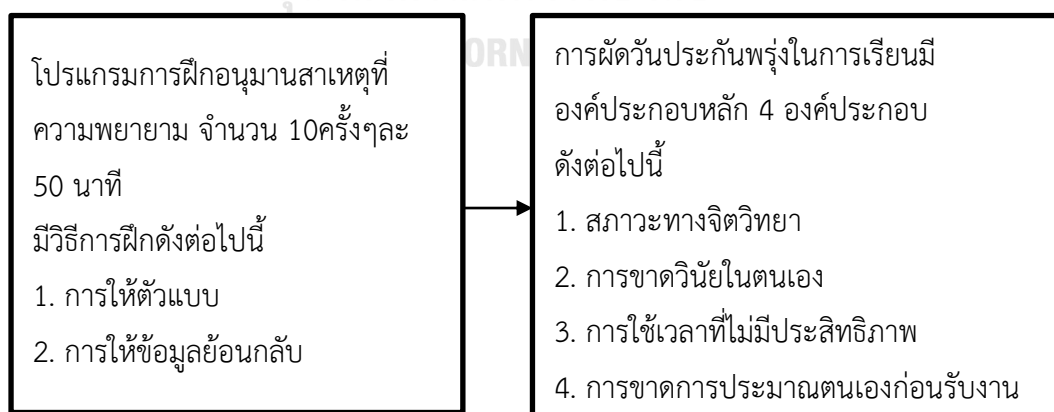 โปรแกรมการฝึกอนุมานสาเหตุที่
ความพยายาม จำนวน 10ครั้งๆละ
50 นาที
มีวิธีการฝึกดังต่อไปนี้
1. การให้ตัวแบบ
2. การให้ข้อมูลย้อนกลับ
ORN
การผัดวันประกันพรุ่งในการเรียนมี
องค์ประกอบหลัก 4 องค์ประกอบ
ดังต่อไปนี้
1. สภาวะทางจิตวิทยา
2. การขาดวินัยในตนเอง
3. การใช้เวลาที่ไม่มีประสิทธิภาพ
4. การขาดการประมาณตนเองก่อนรับงาน